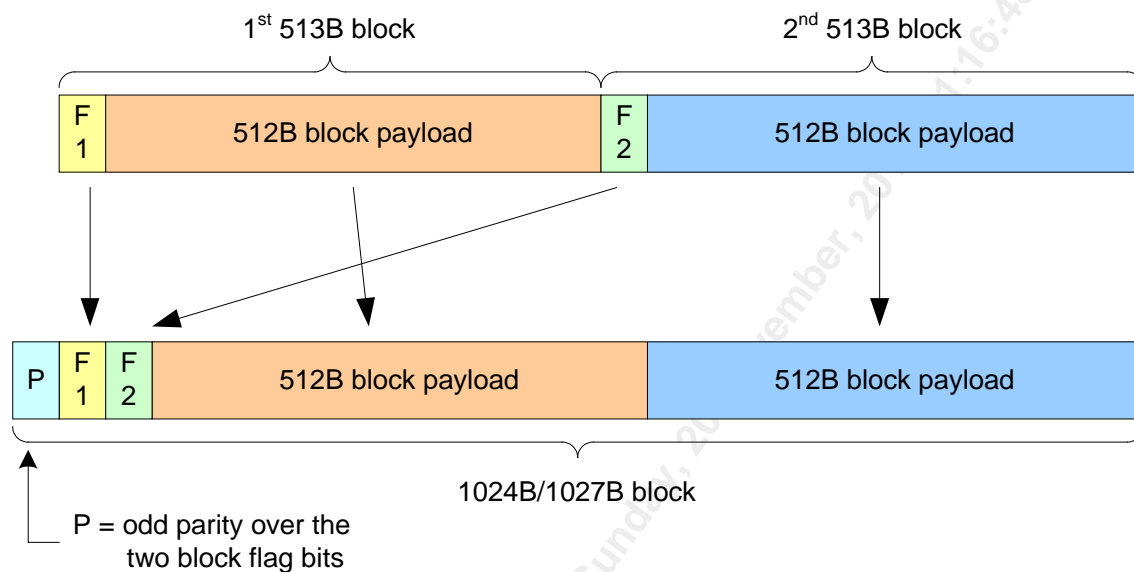 1st 513B block
2nd 513B block
F
1
512B block payload
F
2
512B block payload
P
F
1
F
2
512B block payload
512B block payload
1024B/1027B block
P = odd parity over the
two block flag bits